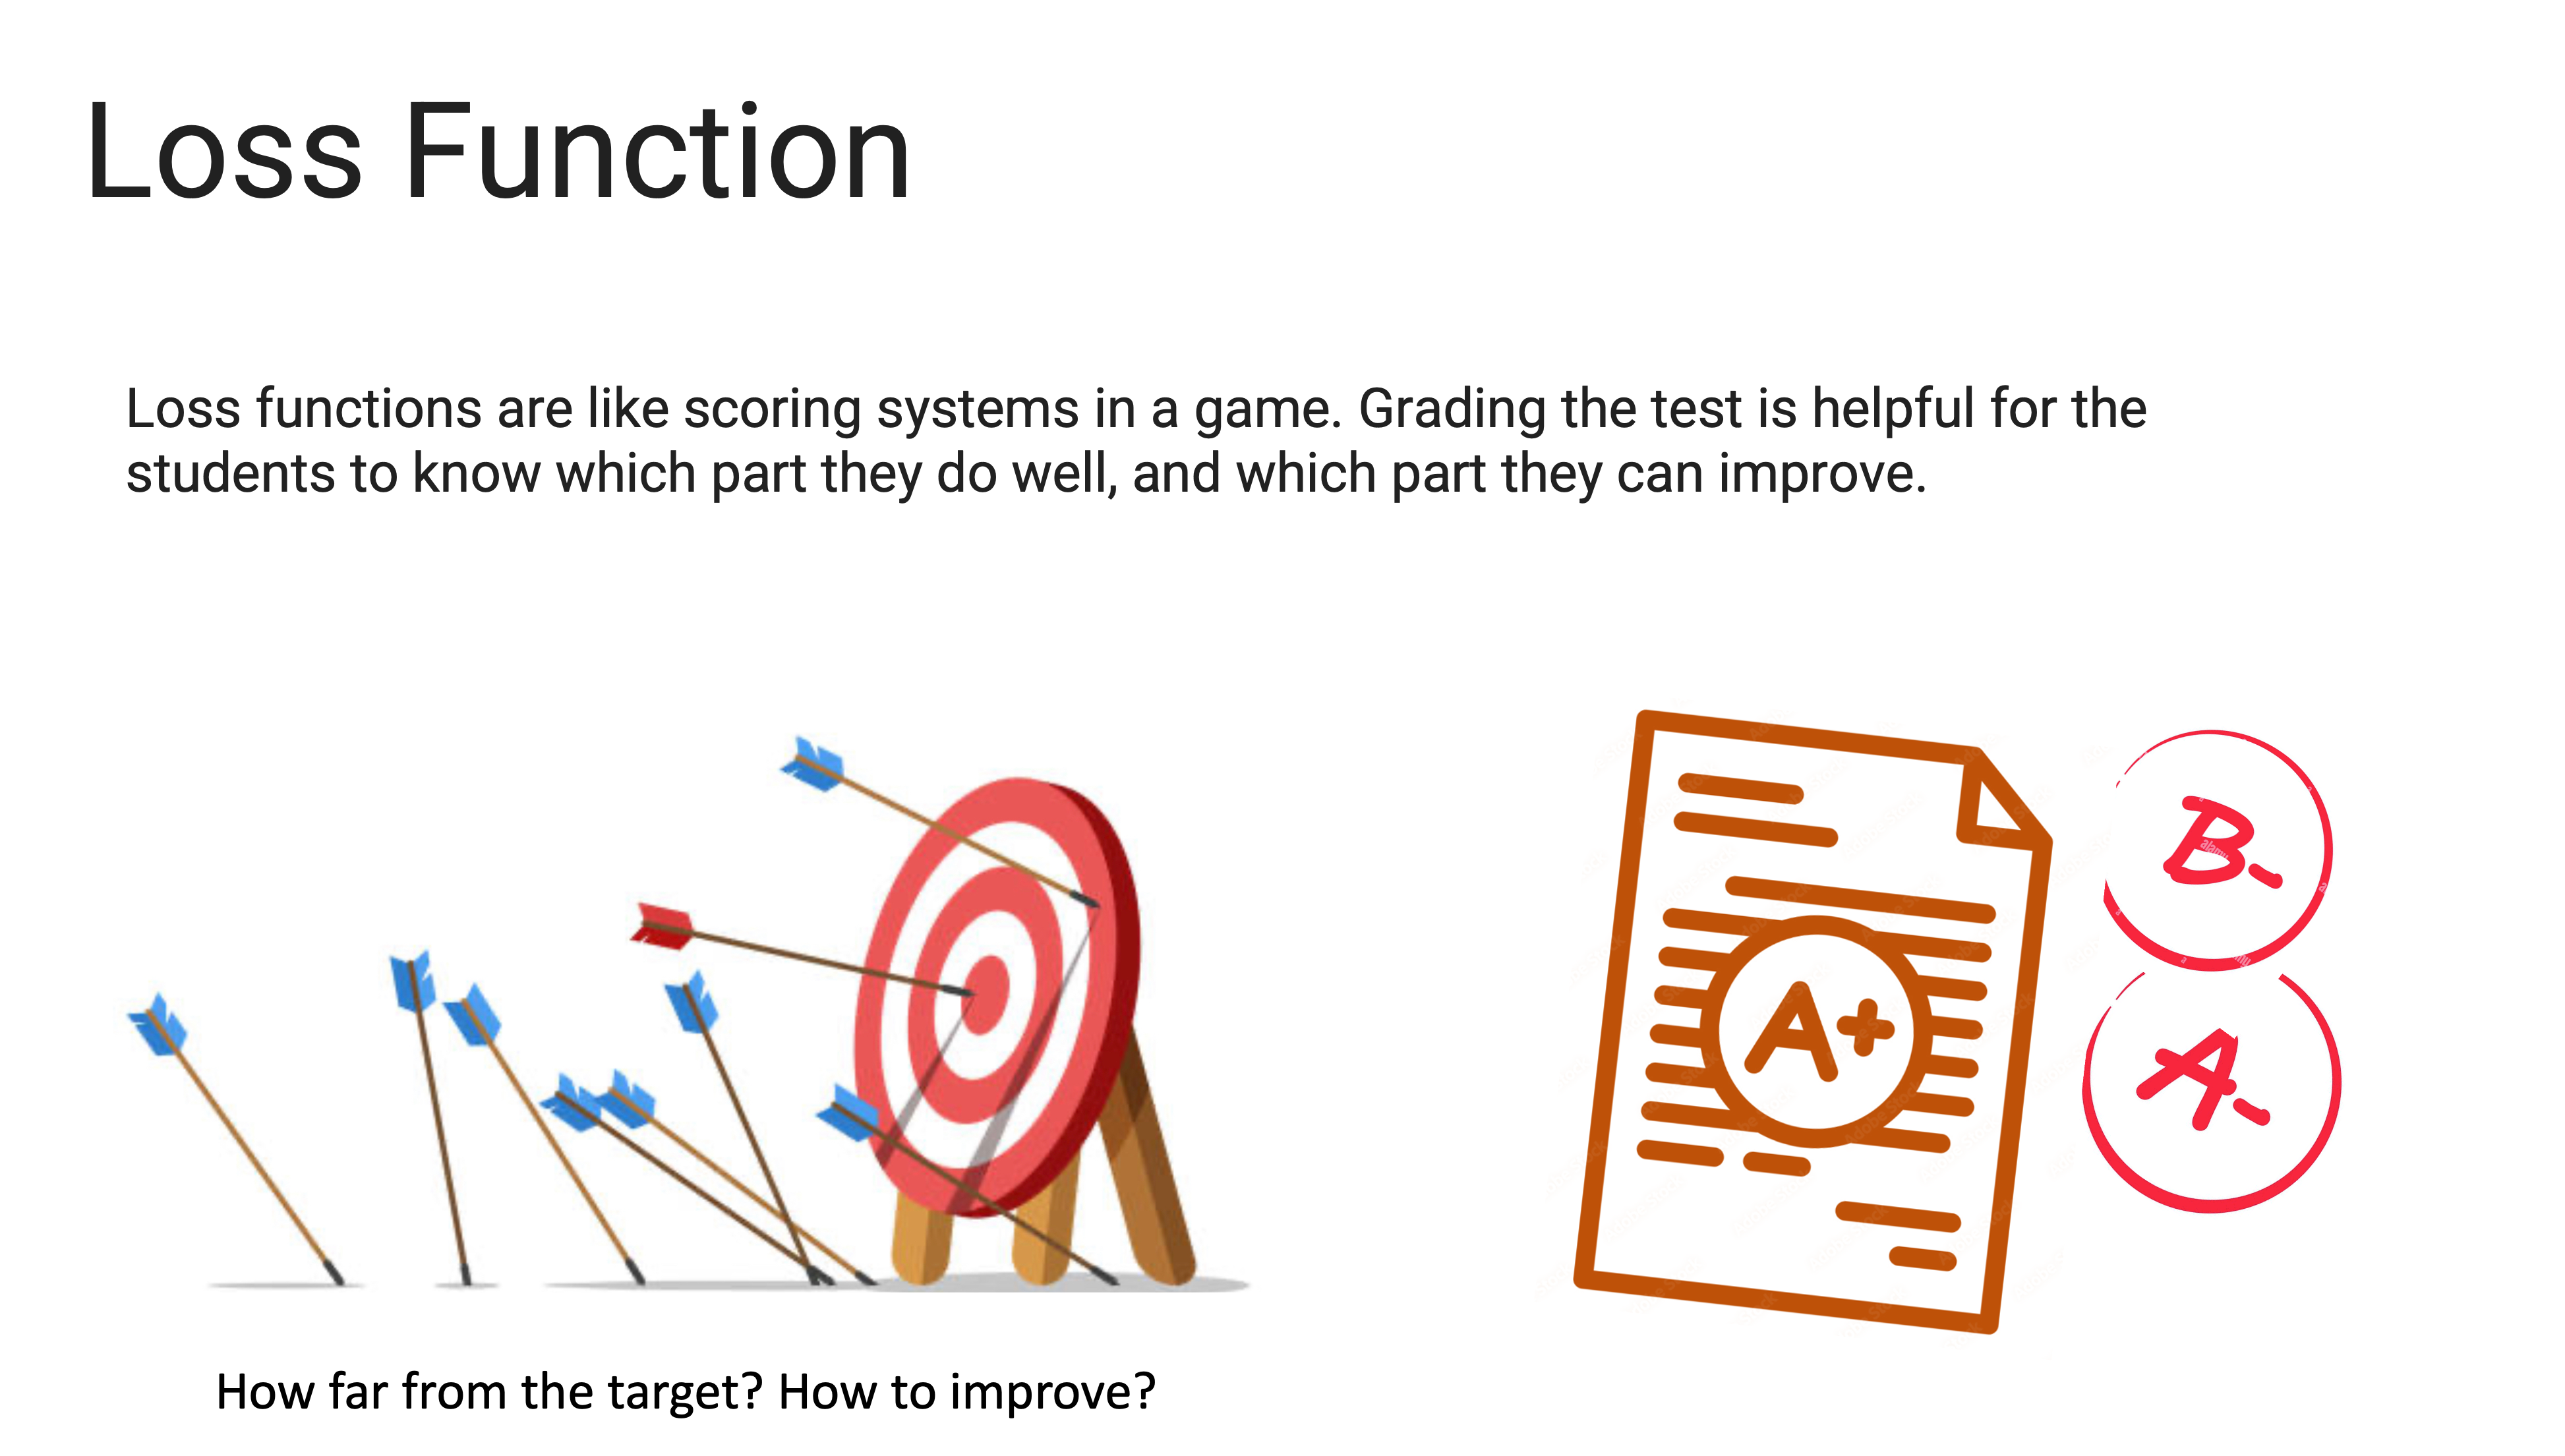 Loss Function
Loss functions are like scoring systems in a game. Grading the test is helpful for the
students to know which part they do well, and which part they can improve.
A+
B-
A-
How far from the target? How to improve?